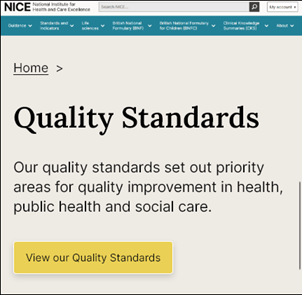 NICE National Institute for Health and Care Excellence
Search NICE...
My account
Guidance
Standards and indicators
Life sciences
British National Formulary (BNF)
British National Formulary for Children (BNFC)
Clinical Knowledge Summaries (CKS)
About
Home >
Quality Standards
Our quality standards set out priority
areas for quality improvement in health,
public health and social care.
View our Quality Standards